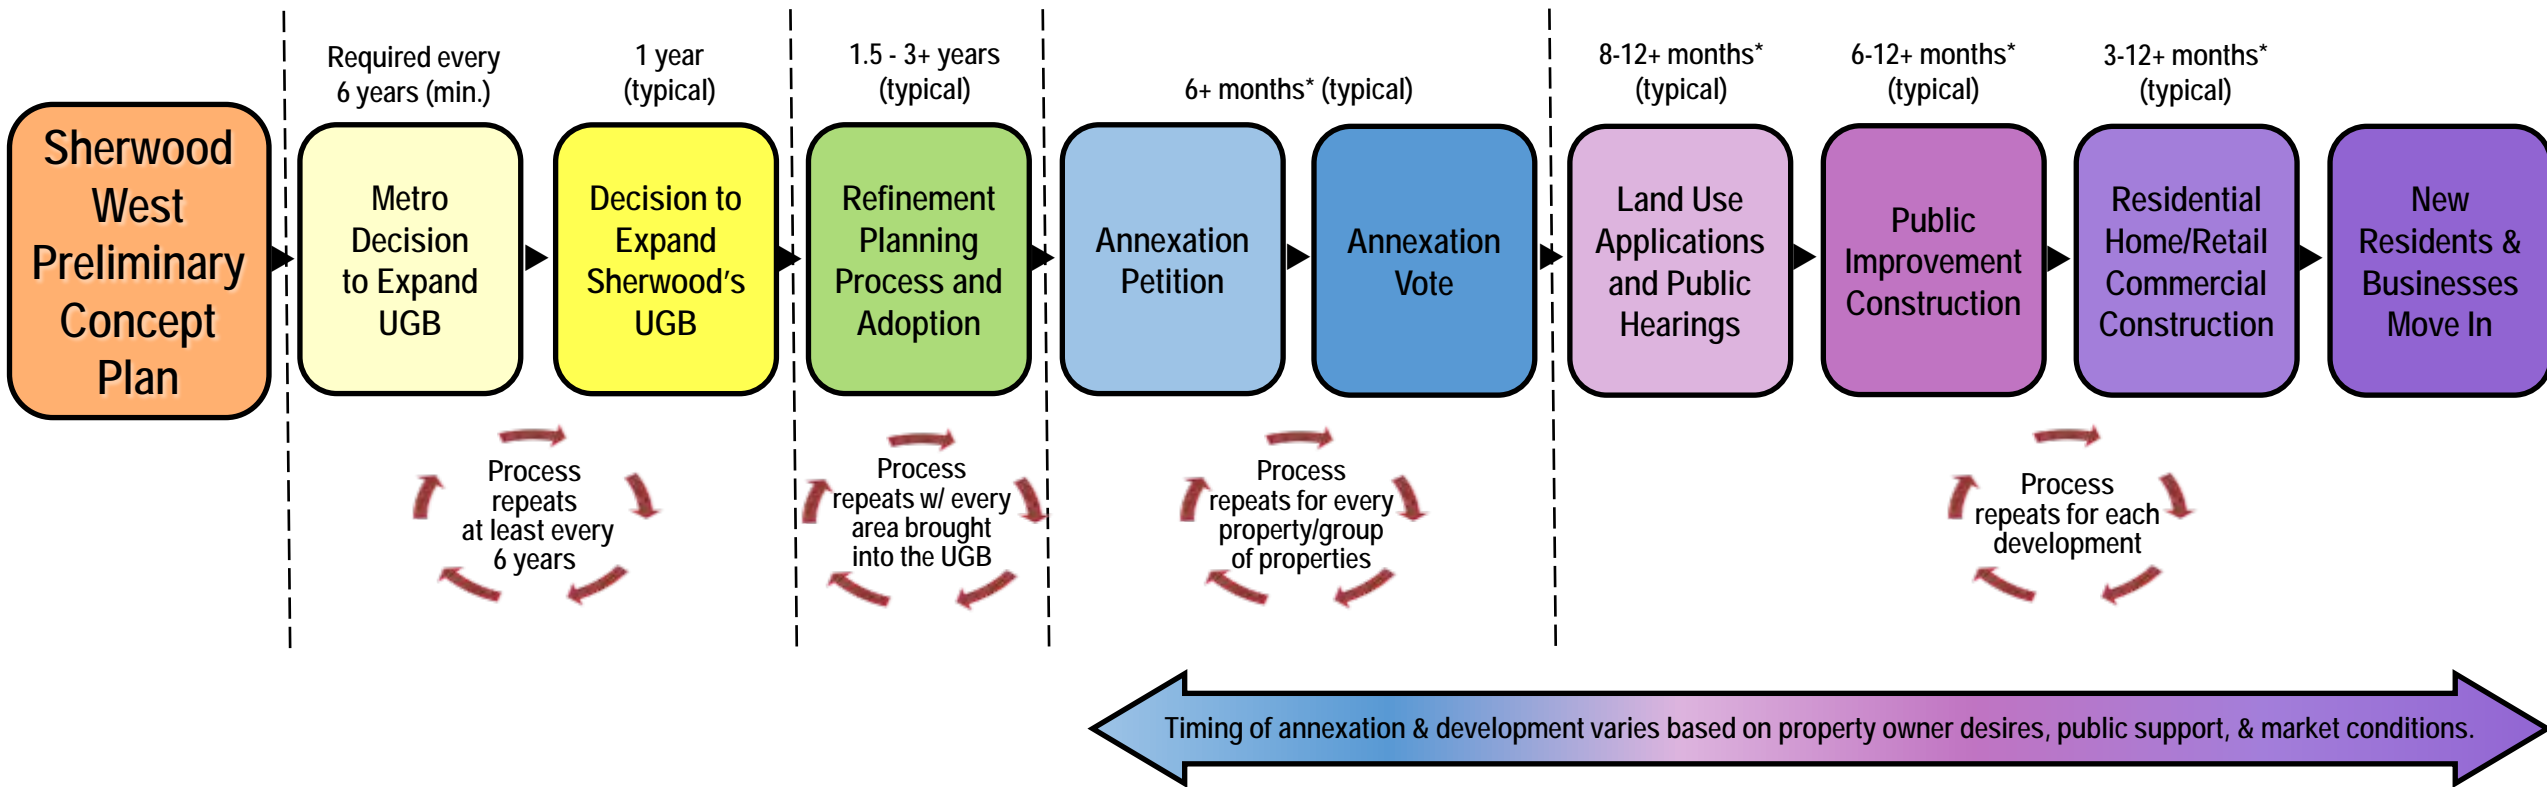 Required every
6 years (min.)
1 year
(typical)
1.5 - 3+ years
(typical)
6+ months* (typical)
8-12+ months*
(typical)
6-12+ months*
(typical)
3-12+ months*
(typical)
Sherwood
West
Preliminary
Concept
Plan
Metro
Decision
to Expand
UGB
Decision to
Expand
Sherwood's
UGB
Refinement
Planning
Process and
Adoption
Annexation
Petition
Annexation
Vote
Land Use
Applications
and Public
Hearings
Public
Improvement
Construction
Residential
Home/Retail
Commercial
Construction
New
Residents &
Businesses
Move In
Process
repeats
at least every
6 years
Process
repeats w/ every
area brought
into the UGB
Process
repeats for every
property/group
of properties
Process
repeats for each
development
Timing of annexation & development varies based on property owner desires, public support, & market conditions.